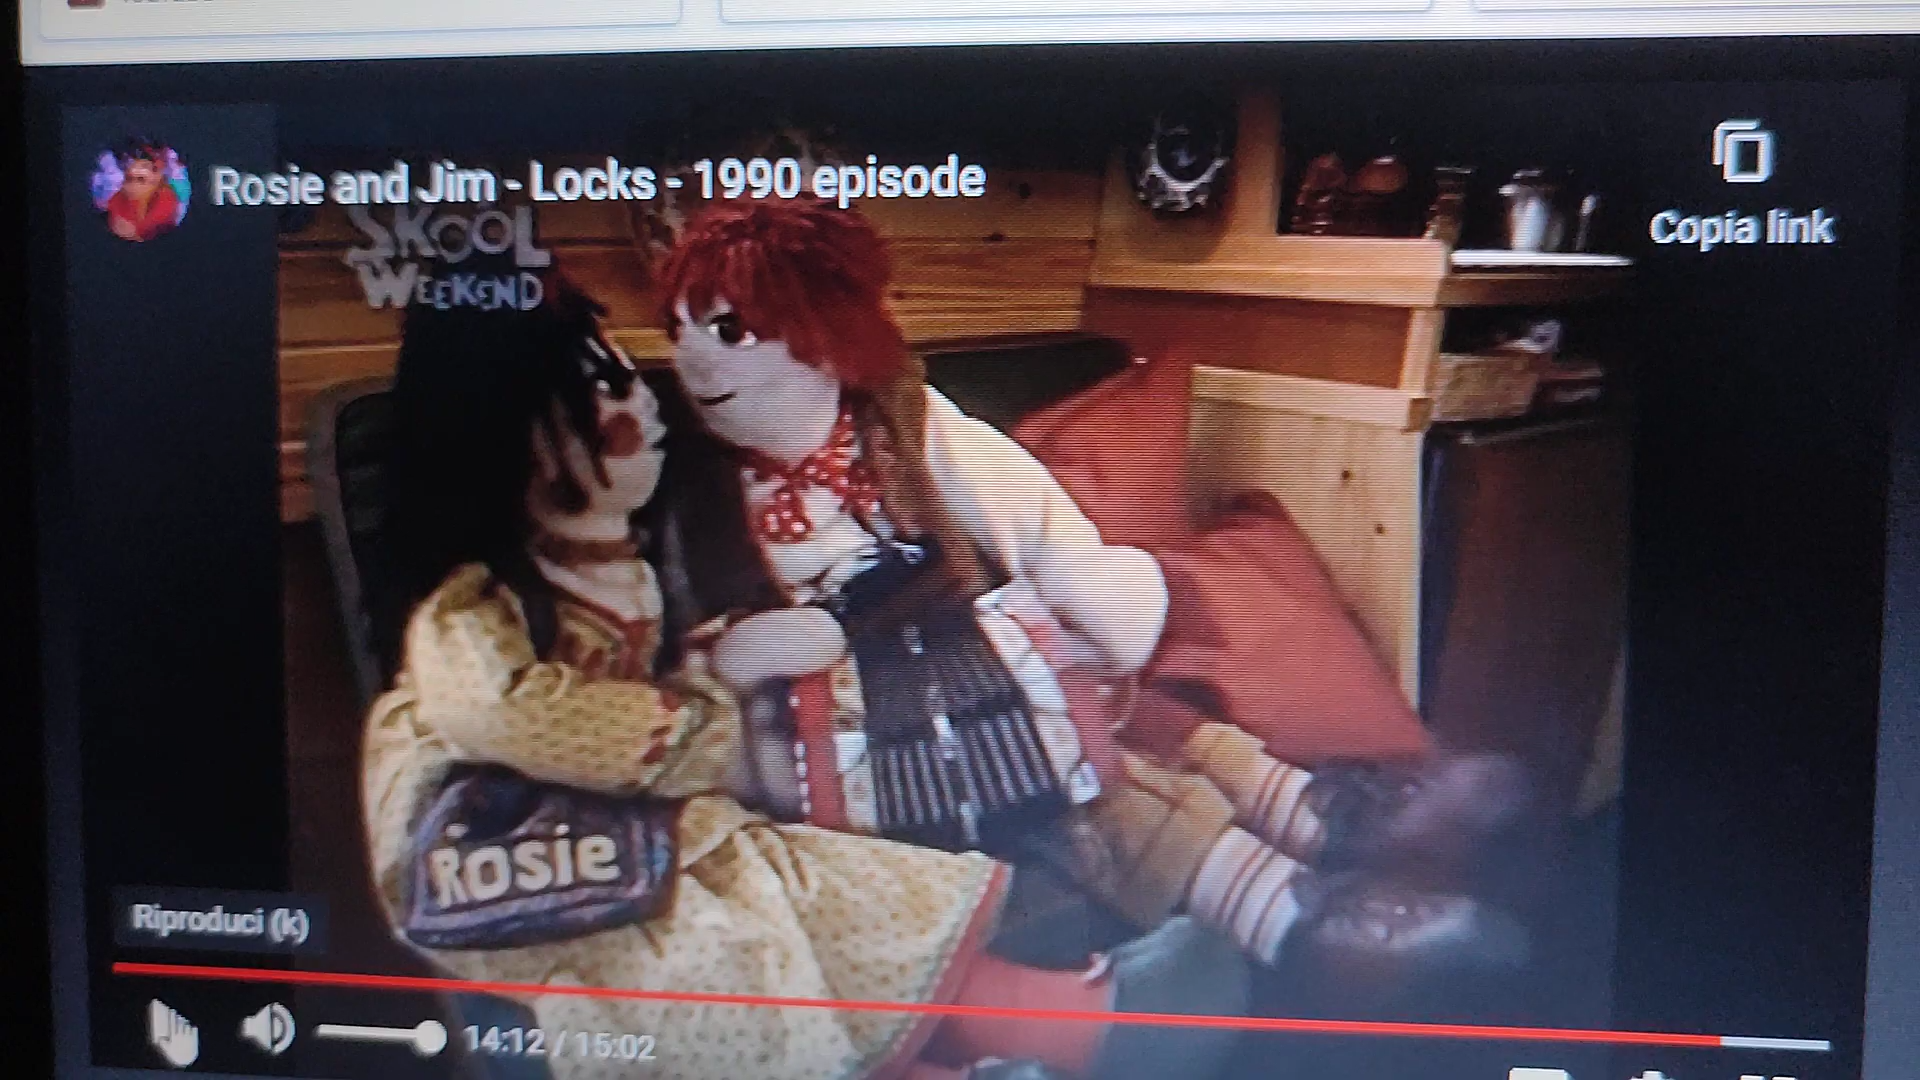 Rosie and Jim - Locks - 1990 episode
Copia link
SKOOL
WEEKEND
Rosie
Riproduci (k)
14:12 / 15:02